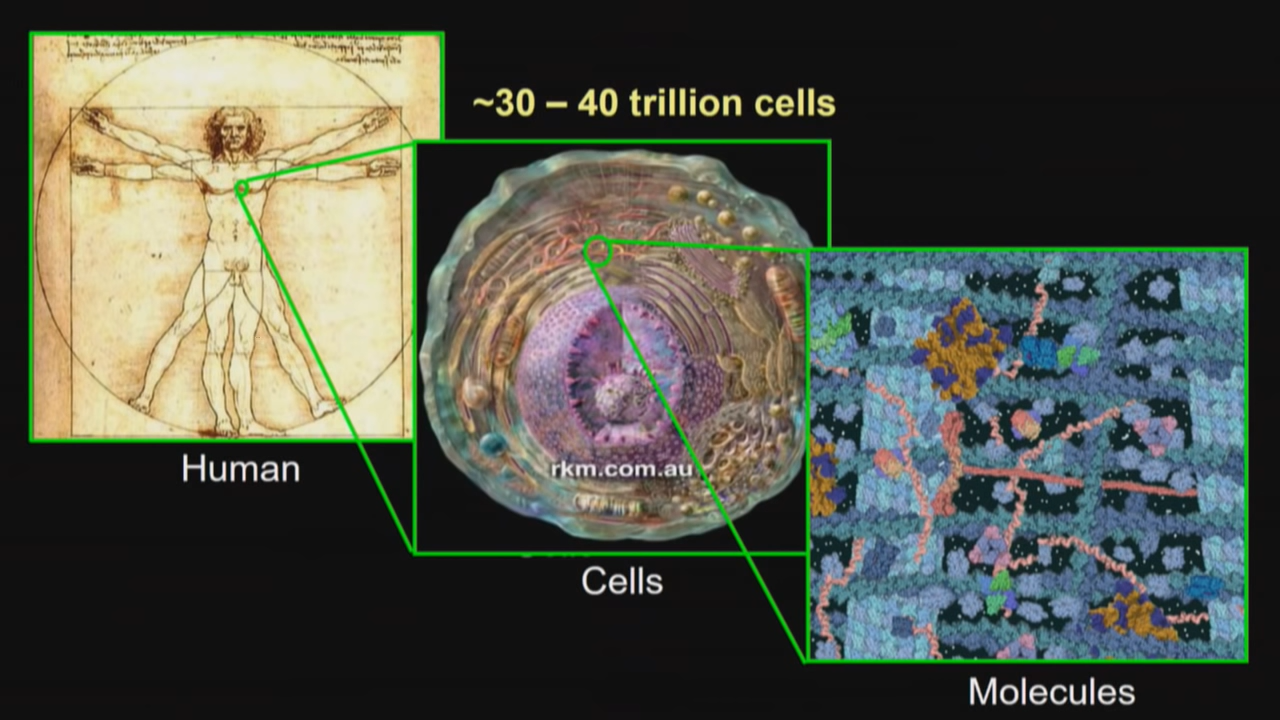 ~30 – 40 trillion cells
Human
rkm.com.au
Cells
Molecules